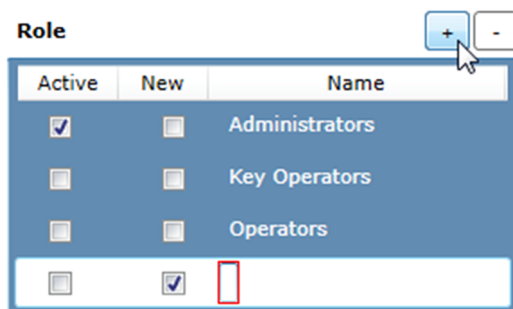 Role + -
Active New Name
Administrators
Key Operators
Operators